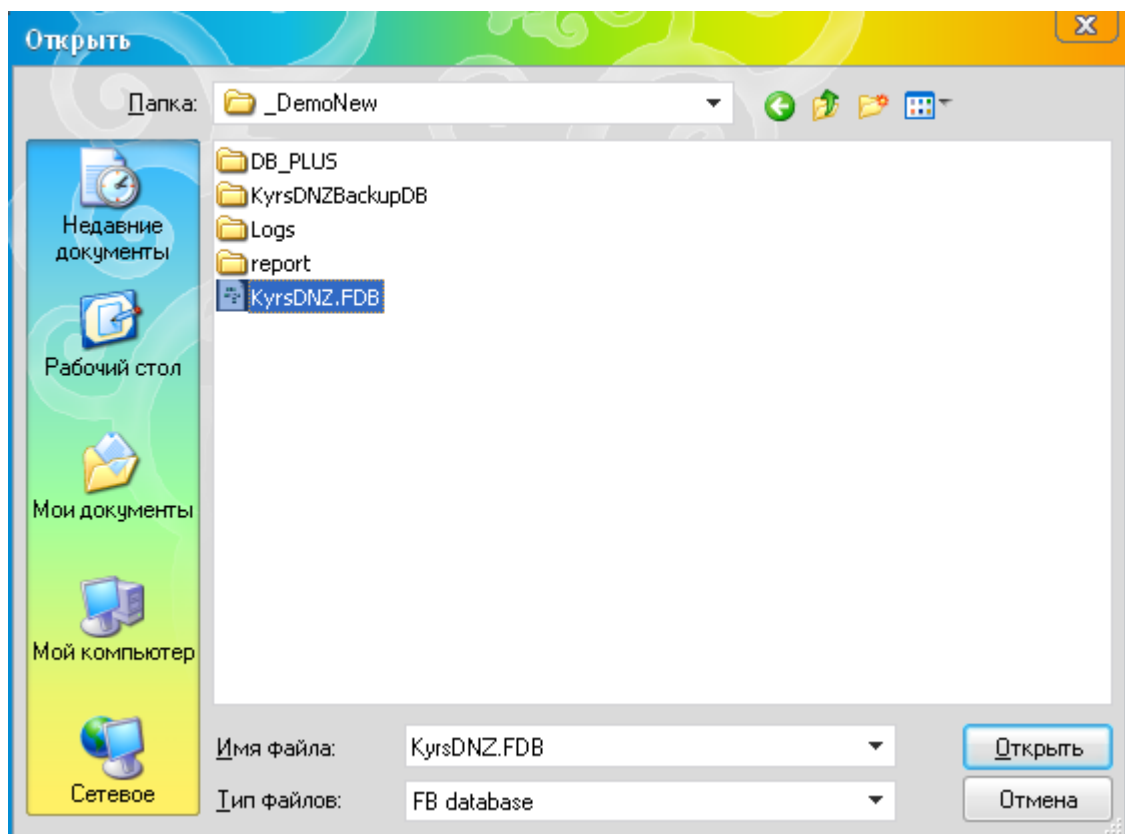 Открыть
Папка:
_DemoNew
Недавние
документы
Рабочий стол
Мои документы
Мой компьютер
Сетевое
DB_PLUS
KyrsDNZBackupDB
Logs
report
KyrsDNZ.FDB
Имя файла:
KyrsDNZ.FDB
Открыть
Тип файлов:
FB database
Отмена